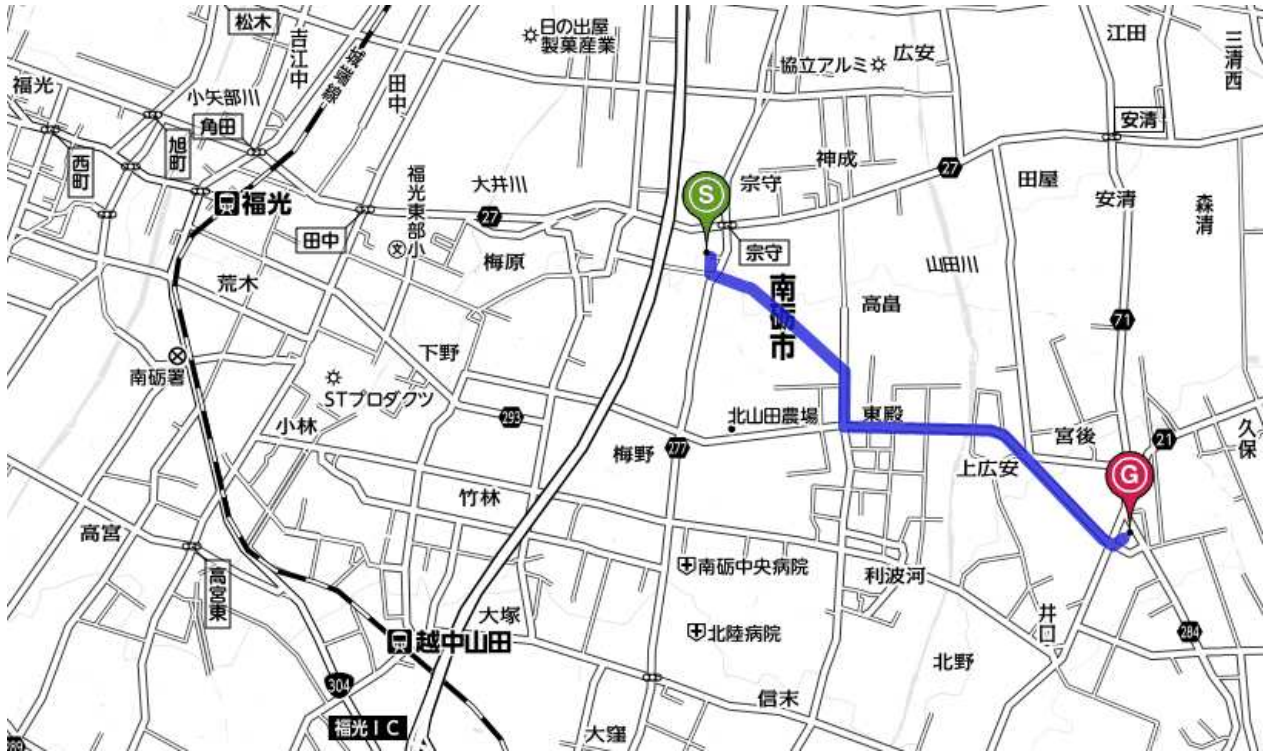 松木
吉江中
城端線
日の出屋
製菓産業
協立アルミ
広安
江田
三清西
福光
小矢部川
田中
角田
旭町
西町
安清
神成
27
田屋
安清
森清
福光
大井川
福光東部小
文
27
田中
梅原
S
宗守
宗守
山田川
荒木
南砺市
高畠
71
下野
南砺署
STプロダクツ
小林
293
北山田農場
東殿
宮後
21
久保
梅野
277
上広安
G
竹林
高宮
南砺中央病院
利波河
高宮東
大塚
越中山田
北陸病院
井口
284
北野
304
信末
福光IC
大窪